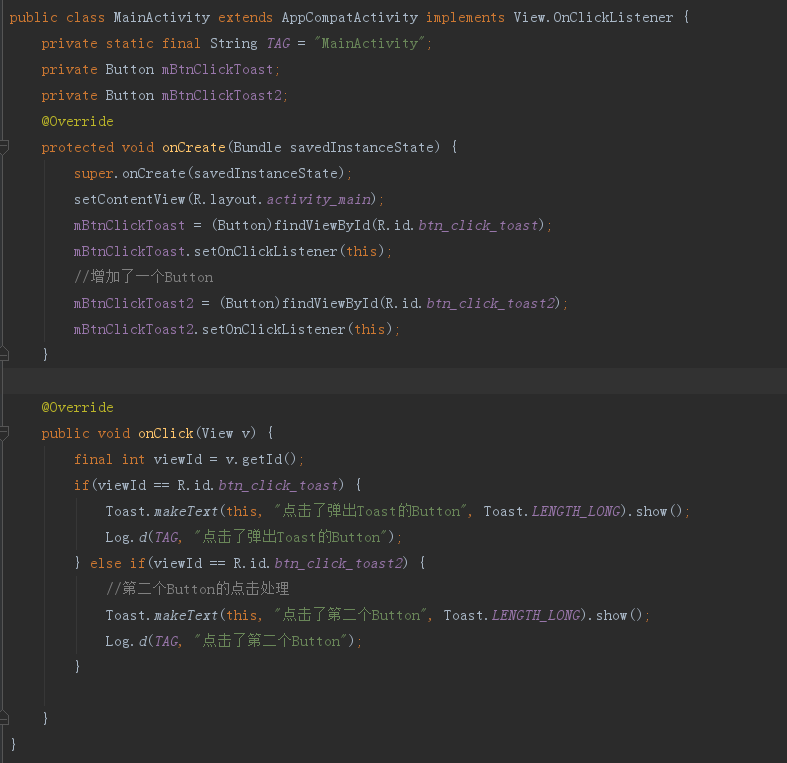 public class MainActivity extends AppCompatActivity implements View.OnClickListener {
    private static final String TAG = "MainActivity";
    private Button mBtnClickToast;
    private Button mBtnClickToast2;
    @Override
    protected void onCreate(Bundle savedInstanceState) {
        super.onCreate(savedInstanceState);
        setContentView(R.layout.activity_main);
        mBtnClickToast = (Button)findViewById(R.id.btn_click_toast);
        mBtnClickToast.setOnClickListener(this);
        //增加了一个Button
        mBtnClickToast2 = (Button)findViewById(R.id.btn_click_toast2);
        mBtnClickToast2.setOnClickListener(this);
    }
    @Override
    public void onClick(View v) {
        final int viewId = v.getId();
        if(viewId == R.id.btn_click_toast) {
            Toast.makeText(this, "点击了弹出Toast的Button", Toast.LENGTH_LONG).show();
            Log.d(TAG, "点击了弹出Toast的Button");
        } else if(viewId == R.id.btn_click_toast2) {
            //第二个Button的点击处理
            Toast.makeText(this, "点击了第二个Button", Toast.LENGTH_LONG).show();
            Log.d(TAG, "点击了第二个Button");
        }
    }
}